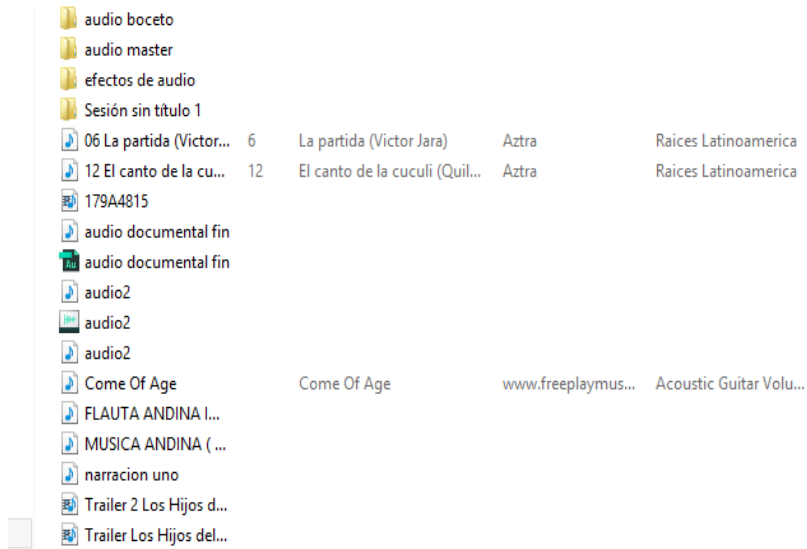 audio boceto
audio master
efectos de audio
Sesión sin título 1
06 La partida (Victor... 6 La partida (Victor Jara) Aztra Raices Latinoamerica
12 El canto de la cu... 12 El canto de la cuculi (Quil... Aztra Raices Latinoamerica
179A4815
audio documental fin
Au audio documental fin
audio2
audio2
audio2
Come Of Age Come Of Age www.freeplaymus... Acoustic Guitar Volu...
FLAUTA ANDINA I...
MUSICA ANDINA ( ...
narracion uno
Trailer 2 Los Hijos d...
Trailer Los Hijos del...